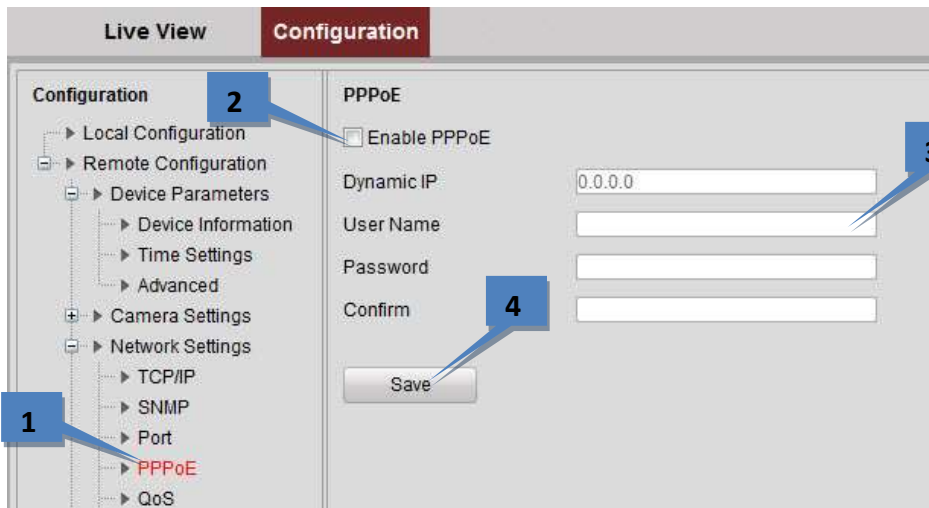 Live View Configuration
Configuration
Local Configuration
Remote Configuration
Device Parameters
Device Information
Time Settings
Advanced
Camera Settings
Network Settings
TCP/IP
SNMP
Port
PPPoE
QoS
PPPoE
Enable PPPoE
Dynamic IP 0.0.0.0
User Name
Password
Confirm
Save
1
2
3
4